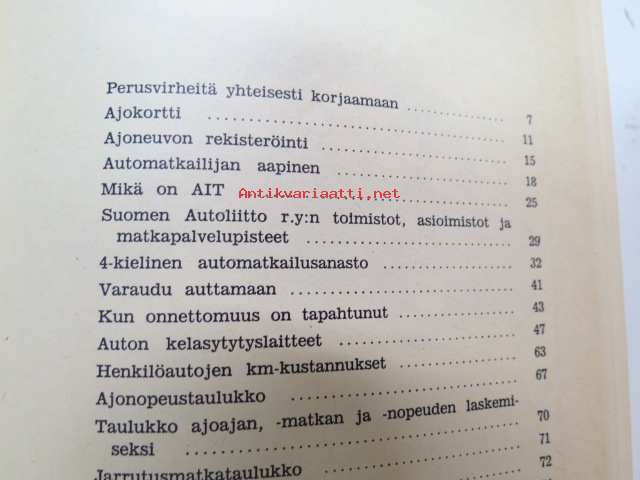 Perusvirheitä yhteisesti korjaamaan .............. 7
Ajokortti .............. 11
Ajoneuvon rekisteröinti .............. 15
Automatkailijan aapinen .............. 18
Mikä on AIT .............. 25
Antikvariaatti.net
Suomen Autoliitto r.y:n toimistot, asioimistot ja
matkapalvelupisteet .............. 29
4-kielinen automatkailusanasto .............. 32
Varaudu auttamaan .............. 41
Kun onnettomuus on tapahtunut .............. 43
Auton kelasytytyslaitteet .............. 47
Henkilöautojen km-kustannukset .............. 63
Ajonopeustaulukko .............. 67
Taulukko ajoajan, -matkan ja -nopeuden laskemi-
seksi .............. 70
Jarrutusmatkataulukko .............. 71
72